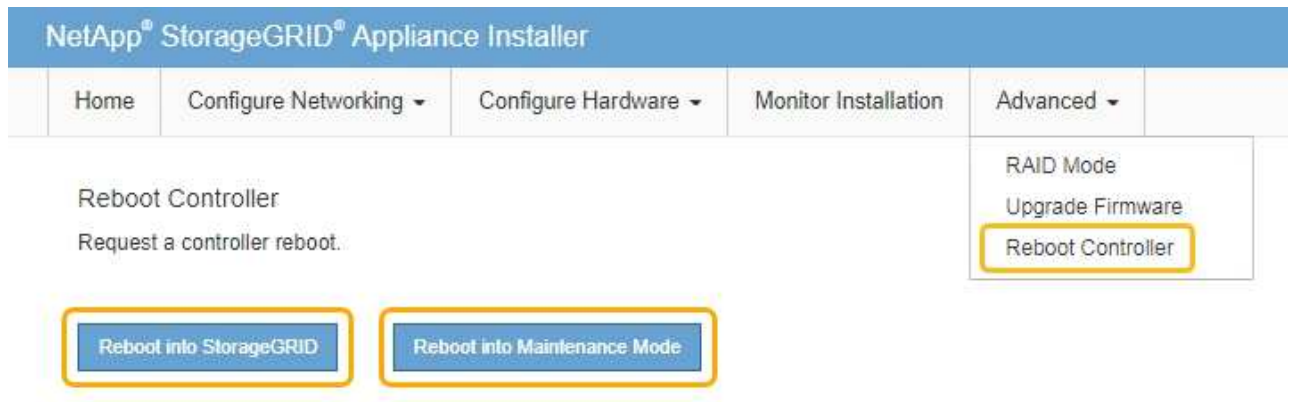 NetApp® StorageGRID® Appliance Installer
Home Configure Networking Configure Hardware Monitor Installation Advanced
RAID Mode
Upgrade Firmware
Reboot Controller
Reboot Controller
Request a controller reboot.
Reboot into StorageGRID Reboot into Maintenance Mode